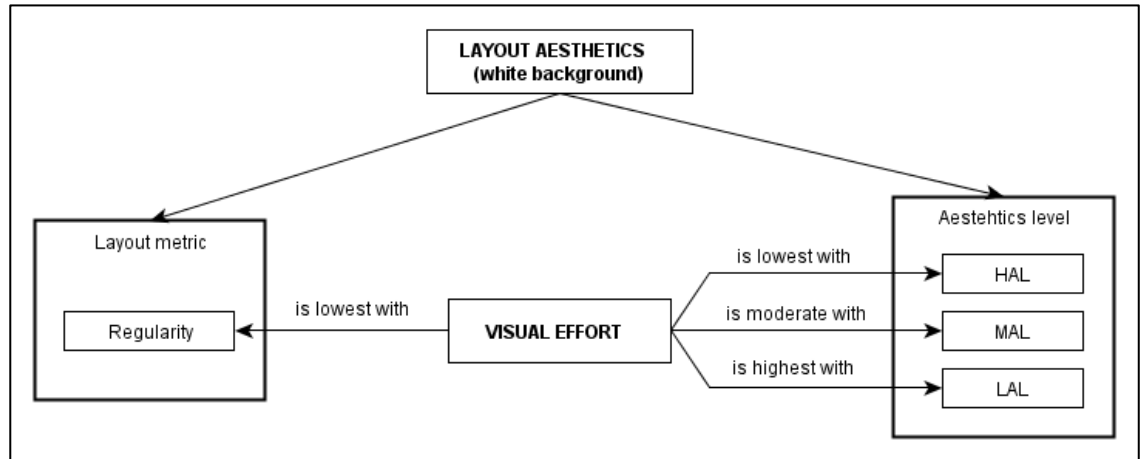 LAYOUT AESTHETICS
(white background)
Layout metric
Regularity
is lowest with
VISUAL EFFORT
is lowest with
is moderate with
is highest with
Aestehtics level
HAL
MAL
LAL